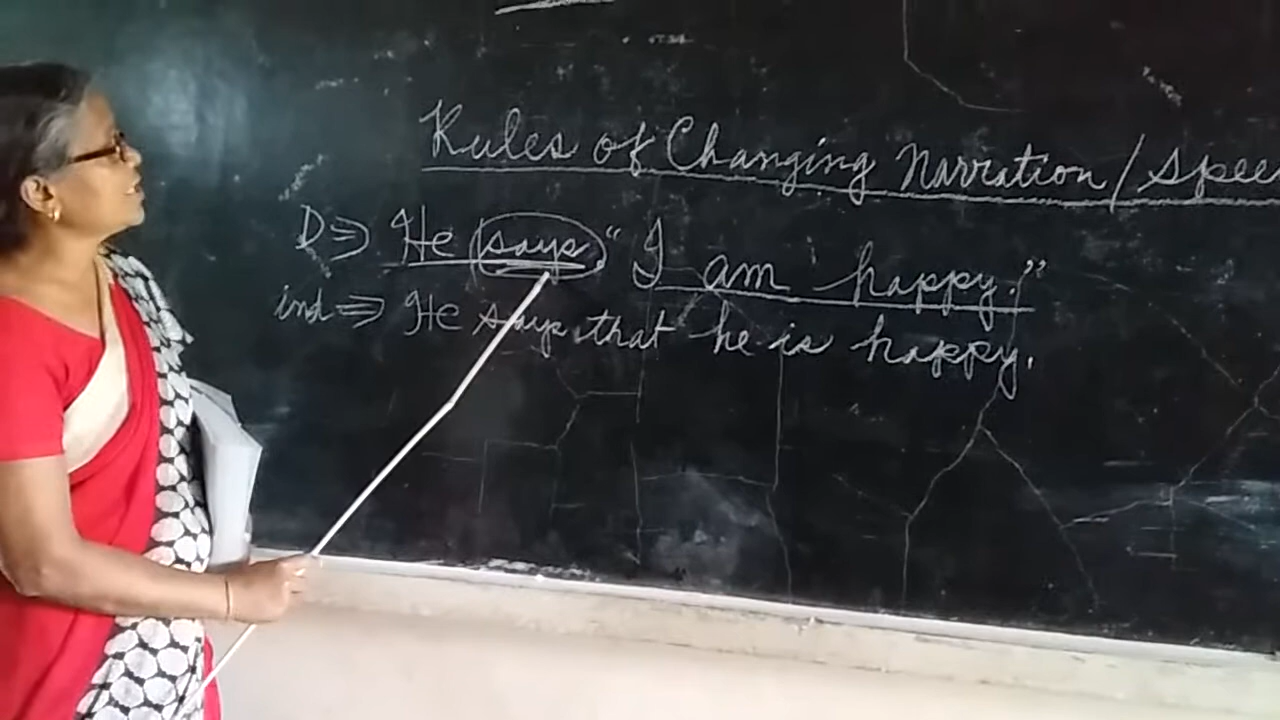 Rules of Changing Narration / Spee
D ⇒ He says, "I am happy."
ind ⇒ He says that he is happy.